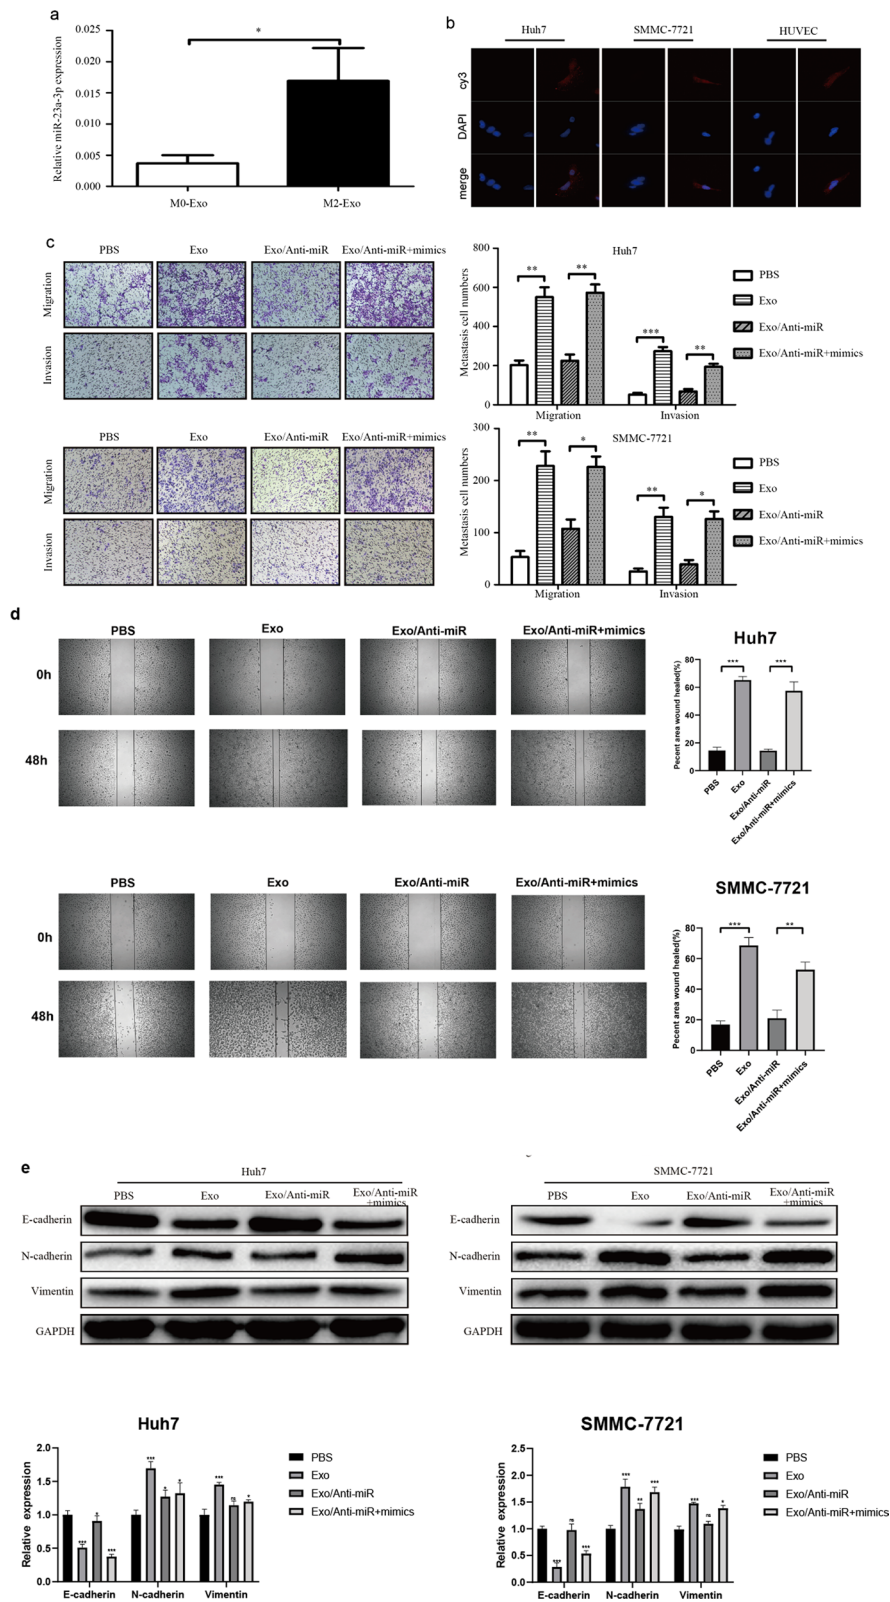 a
Relative miR-23a-3p expression
0.025
0.020
0.015
0.010
0.005
0.000
*
M0-Exo
M2-Exo
b
Huh7
SMMC-7721
HUVEC
cy3
DAPI
merge
c
PBS
Exo
Exo/Anti-miR
Exo/Anti-miR+mimics
Migration
Invasion
PBS
Exo
Exo/Anti-miR
Exo/Anti-miR+mimics
Migration
Invasion
Huh7
Metastasis cell numbers
800
600
400
200
0
**
**
***
**
Migration
Invasion
PBS
Exo
Exo/Anti-miR
Exo/Anti-miR+mimics
SMMC-7721
Metastasis cell numbers
300
200
100
0
**
*
**
*
Migration
Invasion
PBS
Exo
Exo/Anti-miR
Exo/Anti-miR+mimics
d
PBS
Exo
Exo/Anti-miR
Exo/Anti-miR+mimics
0h
48h
Huh7
Pecent area wound healed(%)
80
60
40
20
0
***
***
PBS
Exo
Exo/Anti-miR
Exo/Anti-miR+mimics
PBS
Exo
Exo/Anti-miR
Exo/Anti-miR+mimics
0h
48h
SMMC-7721
Pecent area wound healed(%)
80
60
40
20
0
***
**
PBS
Exo
Exo/Anti-miR
Exo/Anti-miR+mimics
e
Huh7
PBS
Exo
Exo/Anti-miR
Exo/Anti-miR
+mimics
E-cadherin
N-cadherin
Vimentin
GAPDH
SMMC-7721
PBS
Exo
Exo/Anti-miR
Exo/Anti-miR
+mimics
E-cadherin
N-cadherin
Vimentin
GAPDH
Huh7
Relative expression
2.0
1.5
1.0
0.5
0.0
***
*
***
***
*
*
***
ns
*
E-cadherin
N-cadherin
Vimentin
PBS
Exo
Exo/Anti-miR
Exo/Anti-miR+mimics
SMMC-7721
Relative expression
2.5
2.0
1.5
1.0
0.5
0.0
***
ns
***
***
**
***
***
ns
*
E-cadherin
N-cadherin
Vimentin
PBS
Exo
Exo/Anti-miR
Exo/Anti-miR+mimics